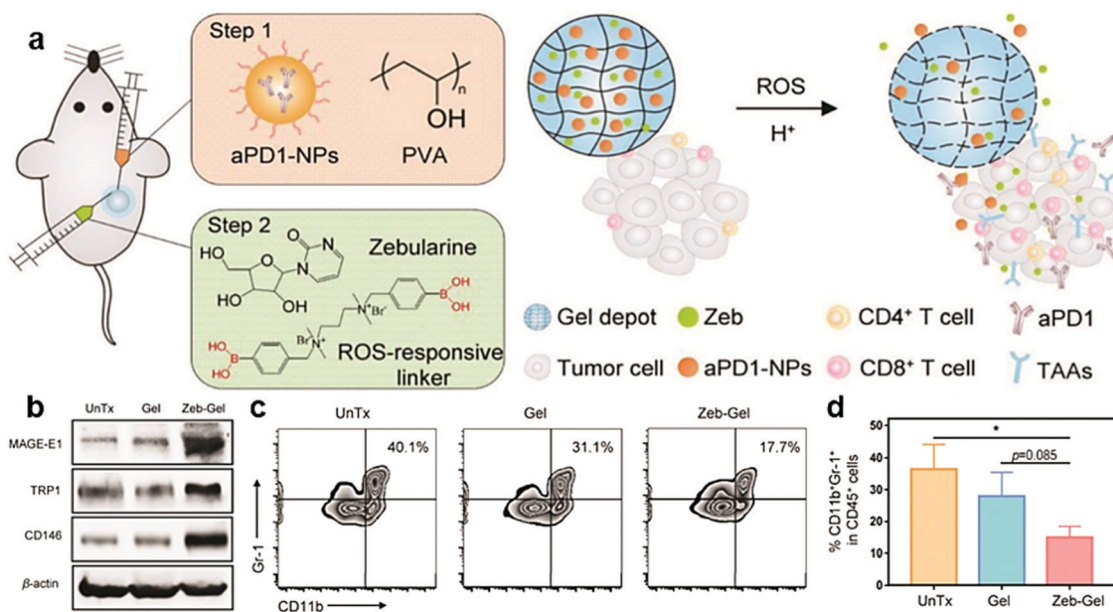 a
Step 1
aPD1-NPs
n
OH
PVA
Step 2
Zebularine
HO
O
N
N
O
HO
OH
OH
B
OH
N⁺
Br⁻
Br⁻
N⁺
HO
B
HO
ROS-responsive
linker
ROS
H⁺
Gel depot
Zeb
CD4⁺ T cell
aPD1
Tumor cell
aPD1-NPs
CD8⁺ T cell
TAAs
b
UnTx Gel Zeb-Gel
MAGE-E1
TRP1
CD146
β-actin
c
UnTx
Gel
Zeb-Gel
40.1%
31.1%
17.7%
Gr-1
CD11b
d
*
p=0.085
% CD11b⁺Gr-1⁺
in CD45⁺ cells
50
40
30
20
10
0
UnTx Gel Zeb-Gel